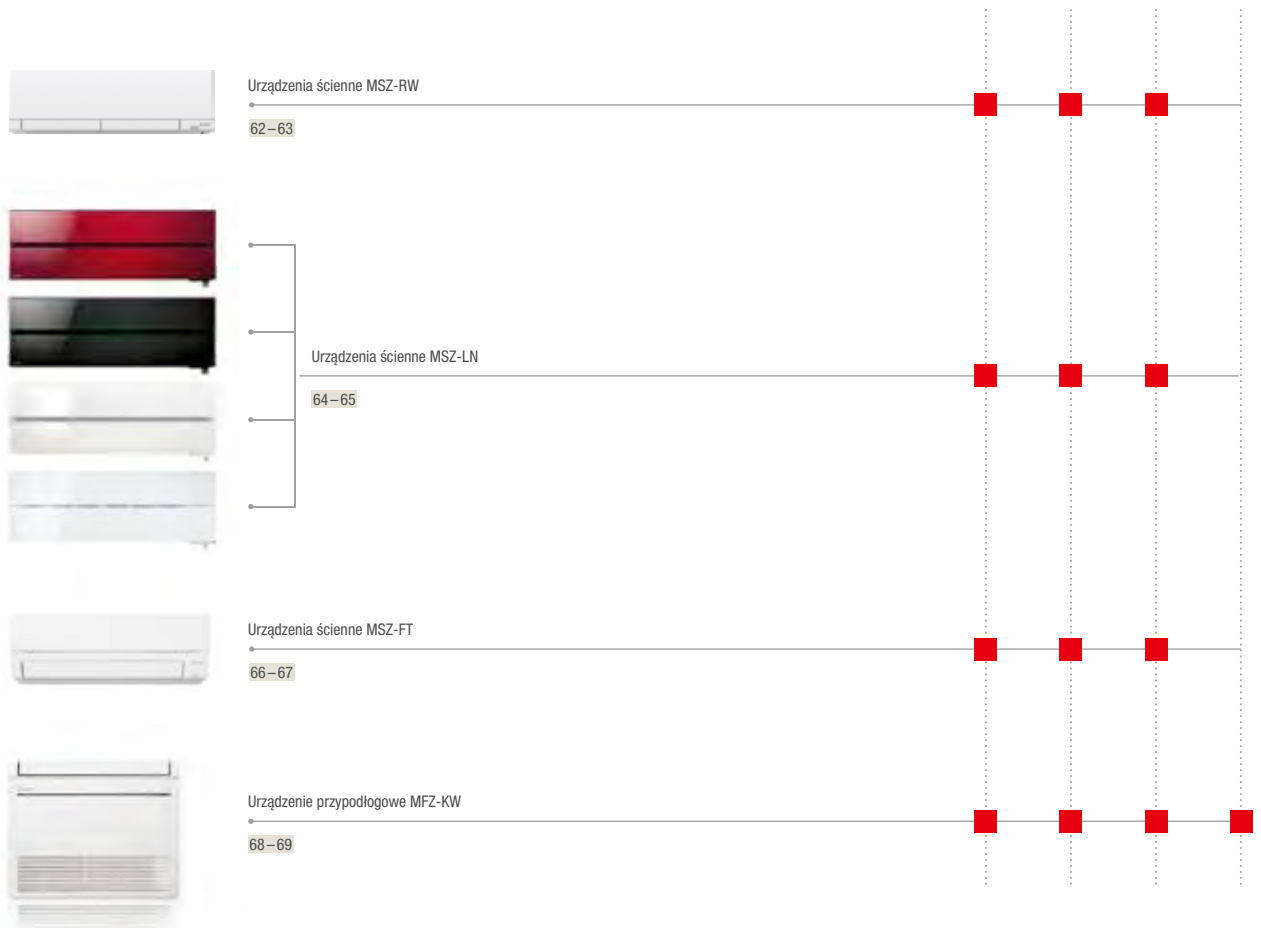 Urządzenia ścienne MSZ-RW
62–63
Urządzenia ścienne MSZ-LN
64–65
Urządzenia ścienne MSZ-FT
66–67
Urządzenie przypodłogowe MFZ-KW
68–69